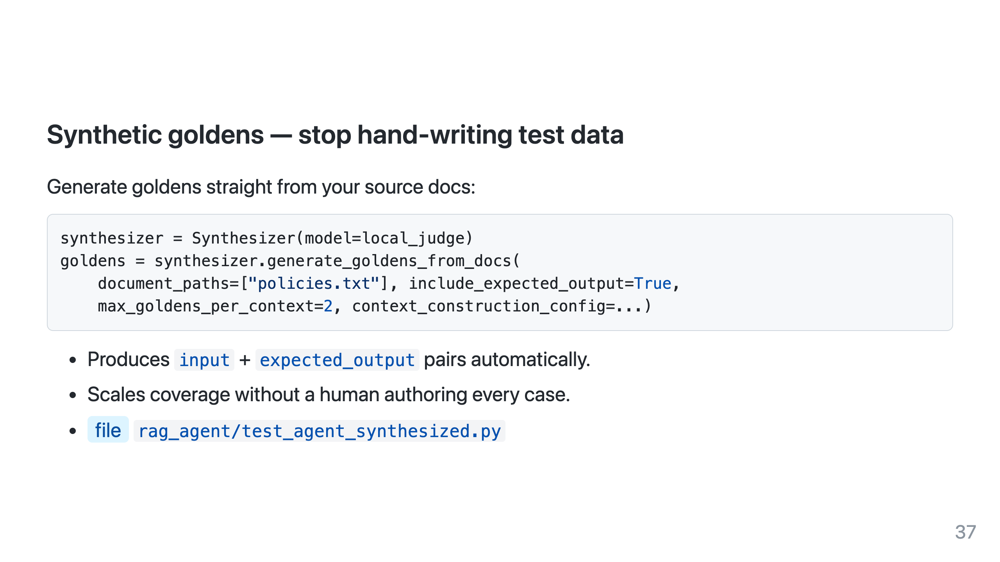 Synthetic goldens — stop hand-writing test data
Generate goldens straight from your source docs:
synthesizer = Synthesizer(model=local_judge)
goldens = synthesizer.generate_goldens_from_docs(
    document_paths=["policies.txt"], include_expected_output=True,
    max_goldens_per_context=2, context_construction_config=...)
• Produces input + expected_output pairs automatically.
• Scales coverage without a human authoring every case.
• file rag_agent/test_agent_synthesized.py
37